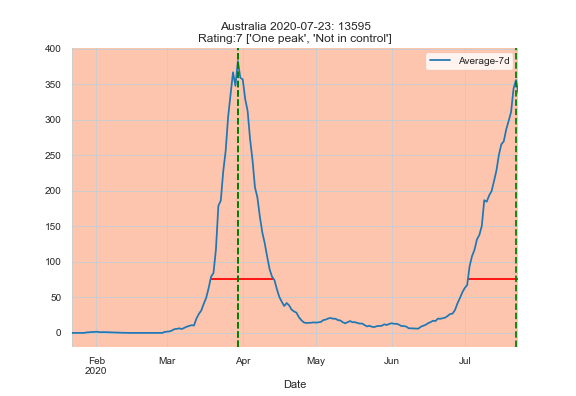 Australia 2020-07-23: 13595
Rating:7 ['One peak', 'Not in control']
Average-7d
400
350
300
250
200
150
100
50
0
Feb Mar Apr May Jun Jul
2020
Date